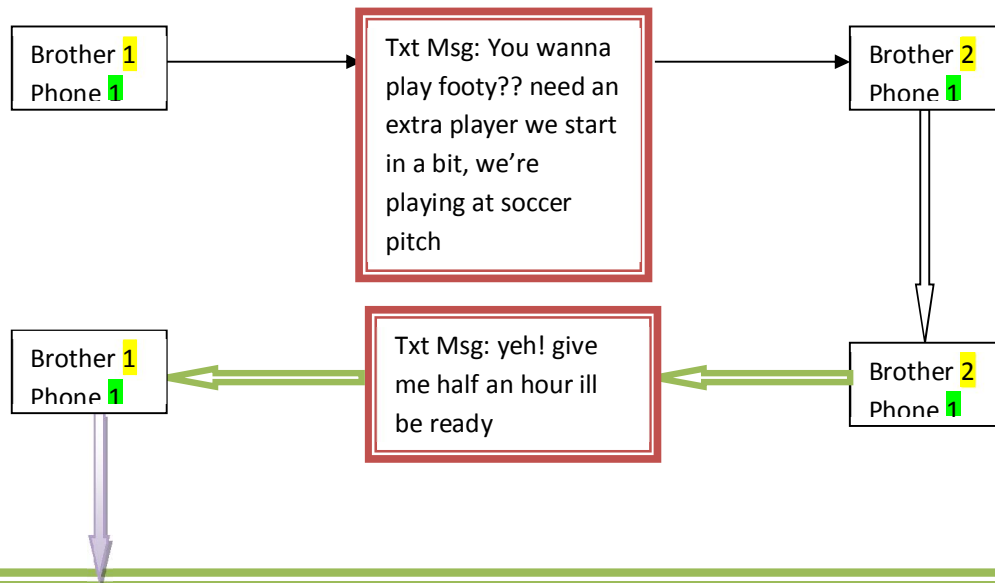 Brother 1
Phone 1
Txt Msg: You wanna
play footy?? need an
extra player we start
in a bit, we’re
playing at soccer
pitch
Brother 2
Phone 1
Brother 1
Phone 1
Txt Msg: yeh! give
me half an hour ill
be ready
Brother 2
Phone 1